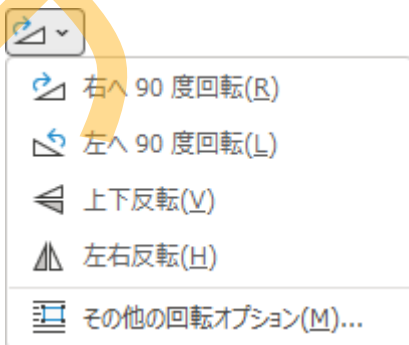 右へ 90 度回転(R)
左へ 90 度回転(L)
上下反転(V)
左右反転(H)
その他の回転オプション(M)...